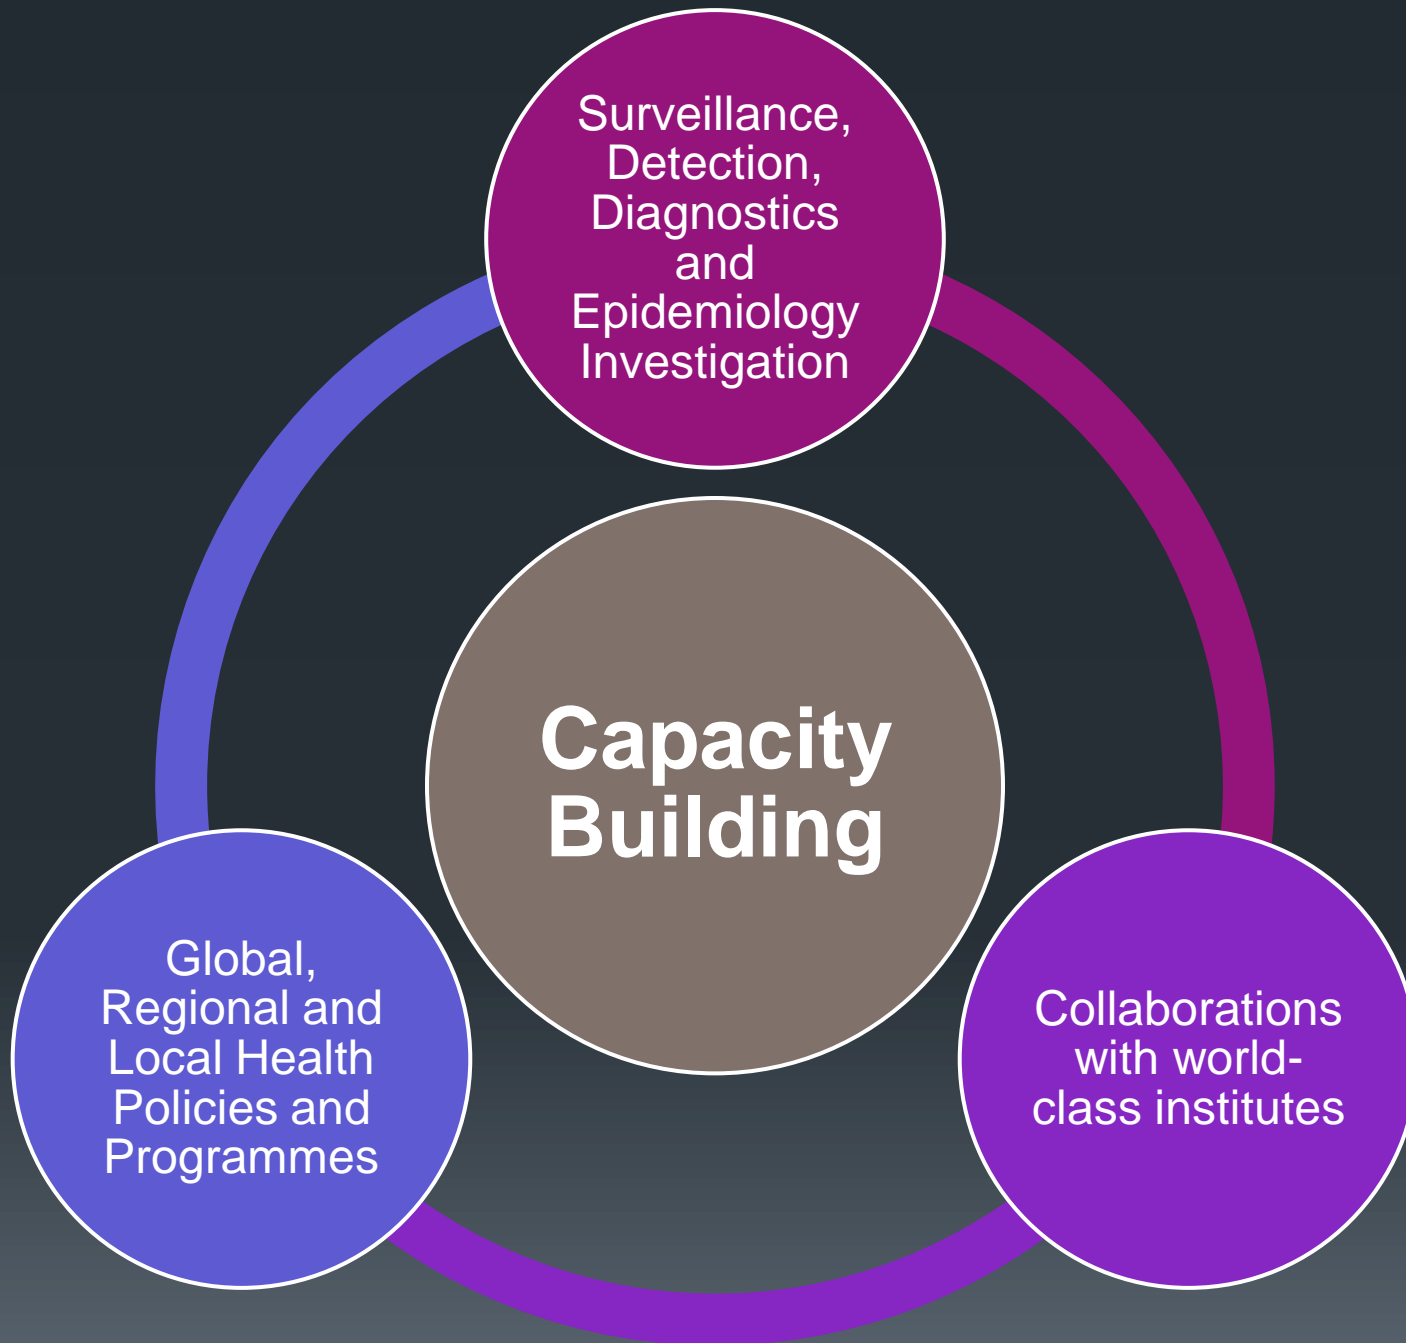 Surveillance,
Detection,
Diagnostics
and
Epidemiology
Investigation
Capacity
Building
Global,
Regional and
Local Health
Policies and
Programmes
Collaborations
with world-
class institutes